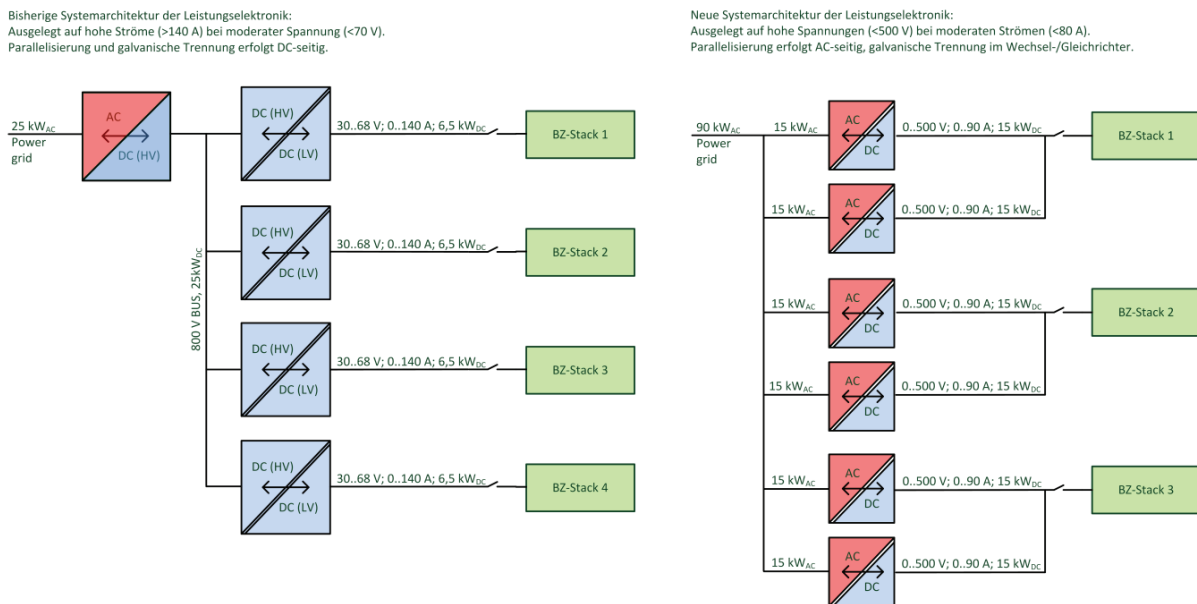 Bisherige Systemarchitektur der Leistungselektronik:
Ausgelegt auf hohe Ströme (>140 A) bei moderater Spannung (<70 V).
Parallelisierung und galvanische Trennung erfolgt DC-seitig.
25 kWAC
Power
grid
AC
DC (HV)
800 V BUS, 25kWDC
DC (HV)
DC (LV)
30..68 V; 0..140 A; 6,5 kWDC
BZ-Stack 1
DC (HV)
DC (LV)
30..68 V; 0..140 A; 6,5 kWDC
BZ-Stack 2
DC (HV)
DC (LV)
30..68 V; 0..140 A; 6,5 kWDC
BZ-Stack 3
DC (HV)
DC (LV)
30..68 V; 0..140 A; 6,5 kWDC
BZ-Stack 4
Neue Systemarchitektur der Leistungselektronik:
Ausgelegt auf hohe Spannungen (<500 V) bei moderaten Strömen (<80 A).
Parallelisierung erfolgt AC-seitig, galvanische Trennung im Wechsel-/Gleichrichter.
90 kWAC
Power
grid
15 kWAC
AC
DC
0..500 V; 0..90 A; 15 kWDC
BZ-Stack 1
15 kWAC
AC
DC
0..500 V; 0..90 A; 15 kWDC
15 kWAC
AC
DC
0..500 V; 0..90 A; 15 kWDC
BZ-Stack 2
15 kWAC
AC
DC
0..500 V; 0..90 A; 15 kWDC
15 kWAC
AC
DC
0..500 V; 0..90 A; 15 kWDC
BZ-Stack 3
15 kWAC
AC
DC
0..500 V; 0..90 A; 15 kWDC